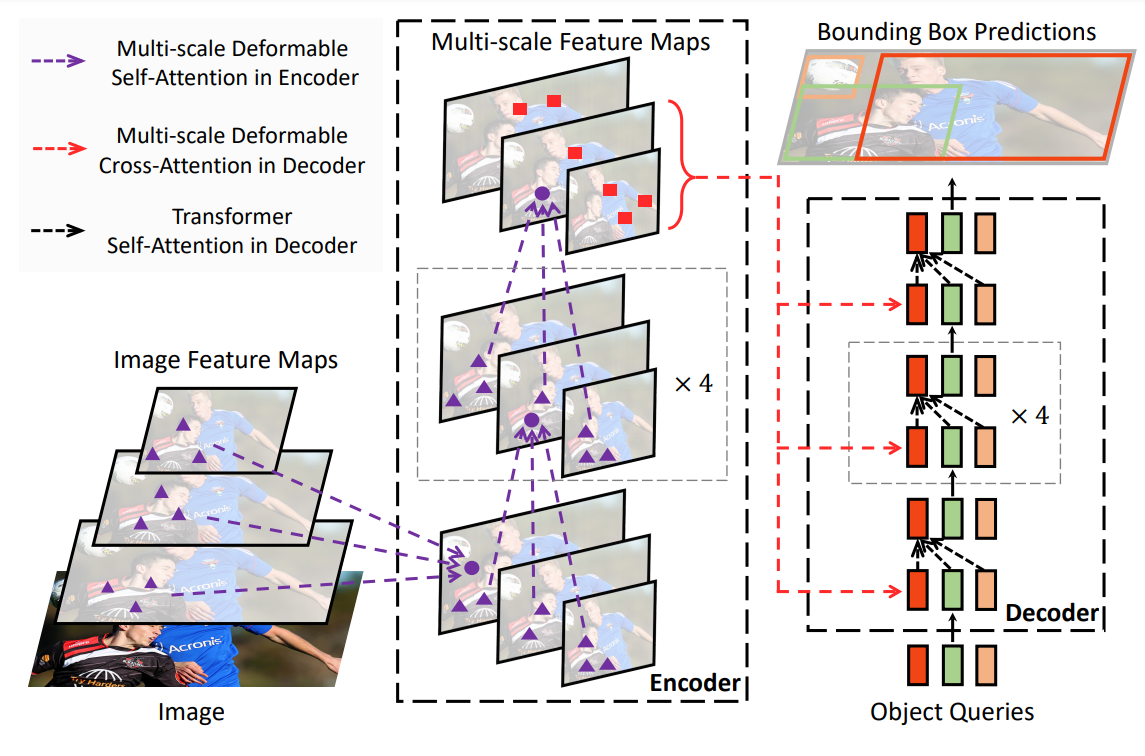 Multi-scale Deformable
Self-Attention in Encoder
Multi-scale Deformable
Cross-Attention in Decoder
Transformer
Self-Attention in Decoder
Multi-scale Feature Maps
Bounding Box Predictions
Acronis
× 4
× 4
Image Feature Maps
Acronis
Acronis
Acronis
Encoder
Decoder
Image
Object Queries